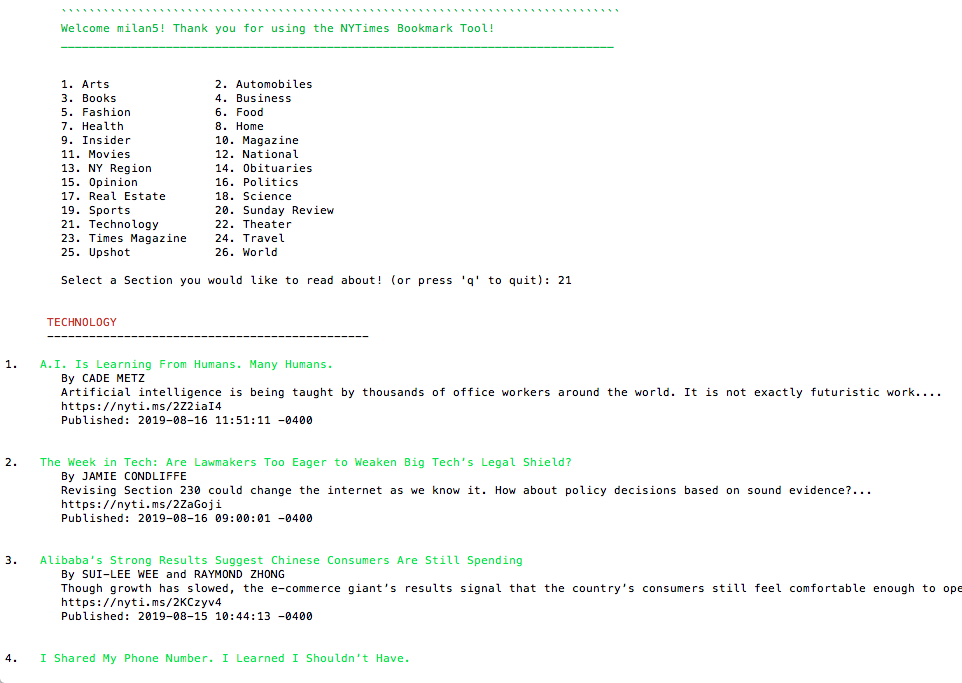 Welcome milan5! Thank you for using the NYTimes Bookmark Tool!
1. Arts 2. Automobiles
3. Books 4. Business
5. Fashion 6. Food
7. Health 8. Home
9. Insider 10. Magazine
11. Movies 12. National
13. NY Region 14. Obituaries
15. Opinion 16. Politics
17. Real Estate 18. Science
19. Sports 20. Sunday Review
21. Technology 22. Theater
23. Times Magazine 24. Travel
25. Upshot 26. World
Select a Section you would like to read about! (or press 'q' to quit): 21
TECHNOLOGY
1. A.I. Is Learning From Humans. Many Humans.
By CADE METZ
Artificial intelligence is being taught by thousands of office workers around the world. It is not exactly futuristic work....
https://nyti.ms/2Z2iaI4
Published: 2019-08-16 11:51:11 -0400
2. The Week in Tech: Are Lawmakers Too Eager to Weaken Big Tech's Legal Shield?
By JAMIE CONDLIFFE
Revising Section 230 could change the internet as we know it. How about policy decisions based on sound evidence?...
https://nyti.ms/2ZaGoji
Published: 2019-08-16 09:00:01 -0400
3. Alibaba's Strong Results Suggest Chinese Consumers Are Still Spending
By SUI-LEE WEE and RAYMOND ZHONG
Though growth has slowed, the e-commerce giant's results signal that the country's consumers still feel comfortable enough to ope
https://nyti.ms/2KCzyv4
Published: 2019-08-15 10:44:13 -0400
4. I Shared My Phone Number. I Learned I Shouldn't Have.